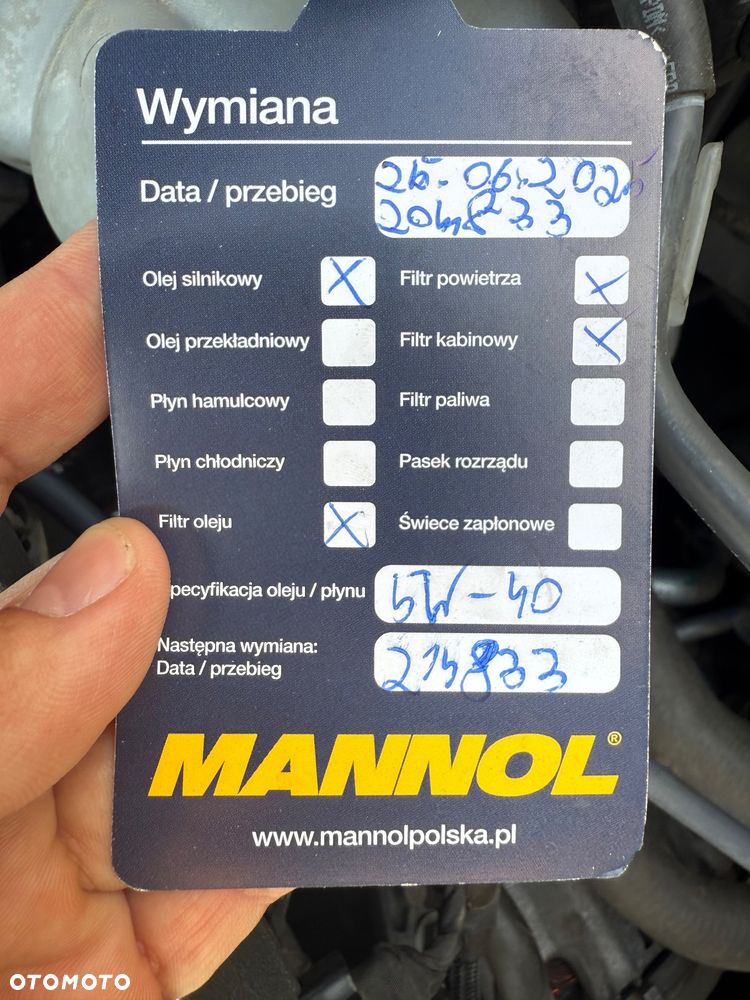 Wymiana
Data / przebieg 25.06.2025
204833
Olej silnikowy X Filtr powietrza X
Olej przekładniowy Filtr kabinowy X
Płyn hamulcowy Filtr paliwa
Płyn chłodniczy Pasek rozrządu
Filtr oleju X Świece zapłonowe
pecyfikacja oleju / płynu 5W-40
Następna wymiana:
Data / przebieg 214833
MANNOL®
www.mannolpolska.pl
OTOMOTO